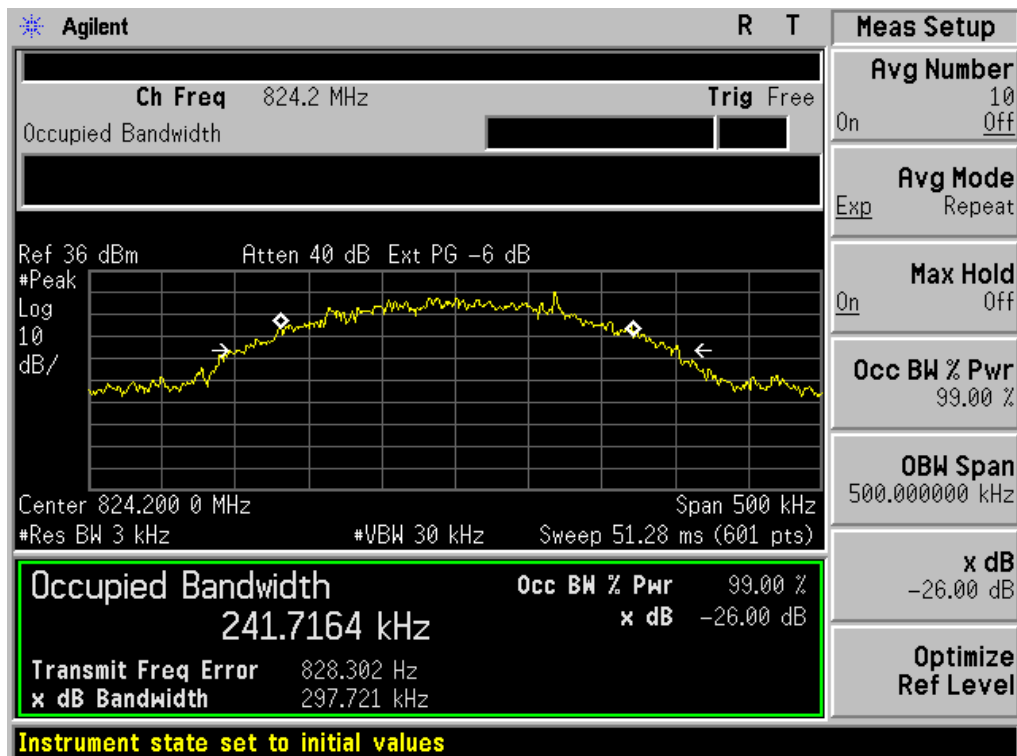 Agilent
R T
Ch Freq 824.2 MHz
Trig Free
Occupied Bandwidth
Ref 36 dBm Atten 40 dB Ext PG -6 dB
#Peak
Log
10
dB/
Center 824.200 0 MHz Span 500 kHz
#Res BW 3 kHz #VBW 30 kHz Sweep 51.28 ms (601 pts)
Occupied Bandwidth
241.7164 kHz
Occ BW % Pwr 99.00 %
x dB -26.00 dB
Transmit Freq Error 828.302 Hz
x dB Bandwidth 297.721 kHz
Instrument state set to initial values
Meas Setup
Avg Number
10
On Off
Avg Mode
Exp Repeat
Max Hold
On Off
Occ BW % Pwr
99.00 %
OBW Span
500.000000 kHz
x dB
-26.00 dB
Optimize
Ref Level